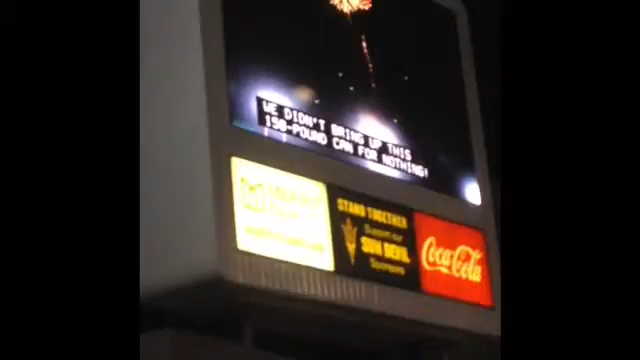 WE DIDN'T BRING UP THIS
150-POUND CAN FOR NOTHING!
STAND TOGETHER
Support our
SUN DEVIL
Sponsors
Coca-Cola